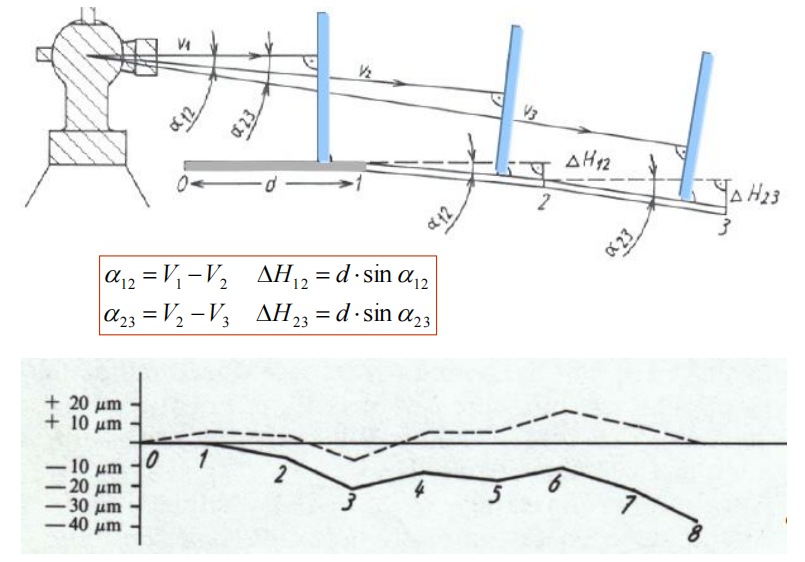 V1
V2
V3
α12
α23
0
d
1
α12
ΔH12
2
α23
ΔH23
3
α₁₂ = V₁ − V₂ ΔH₁₂ = d · sin α₁₂
α₂₃ = V₂ − V₃ ΔH₂₃ = d · sin α₂₃
+ 20 μm
+ 10 μm
— 10 μm
— 20 μm
— 30 μm
— 40 μm
0 1 2 3 4 5 6 7 8